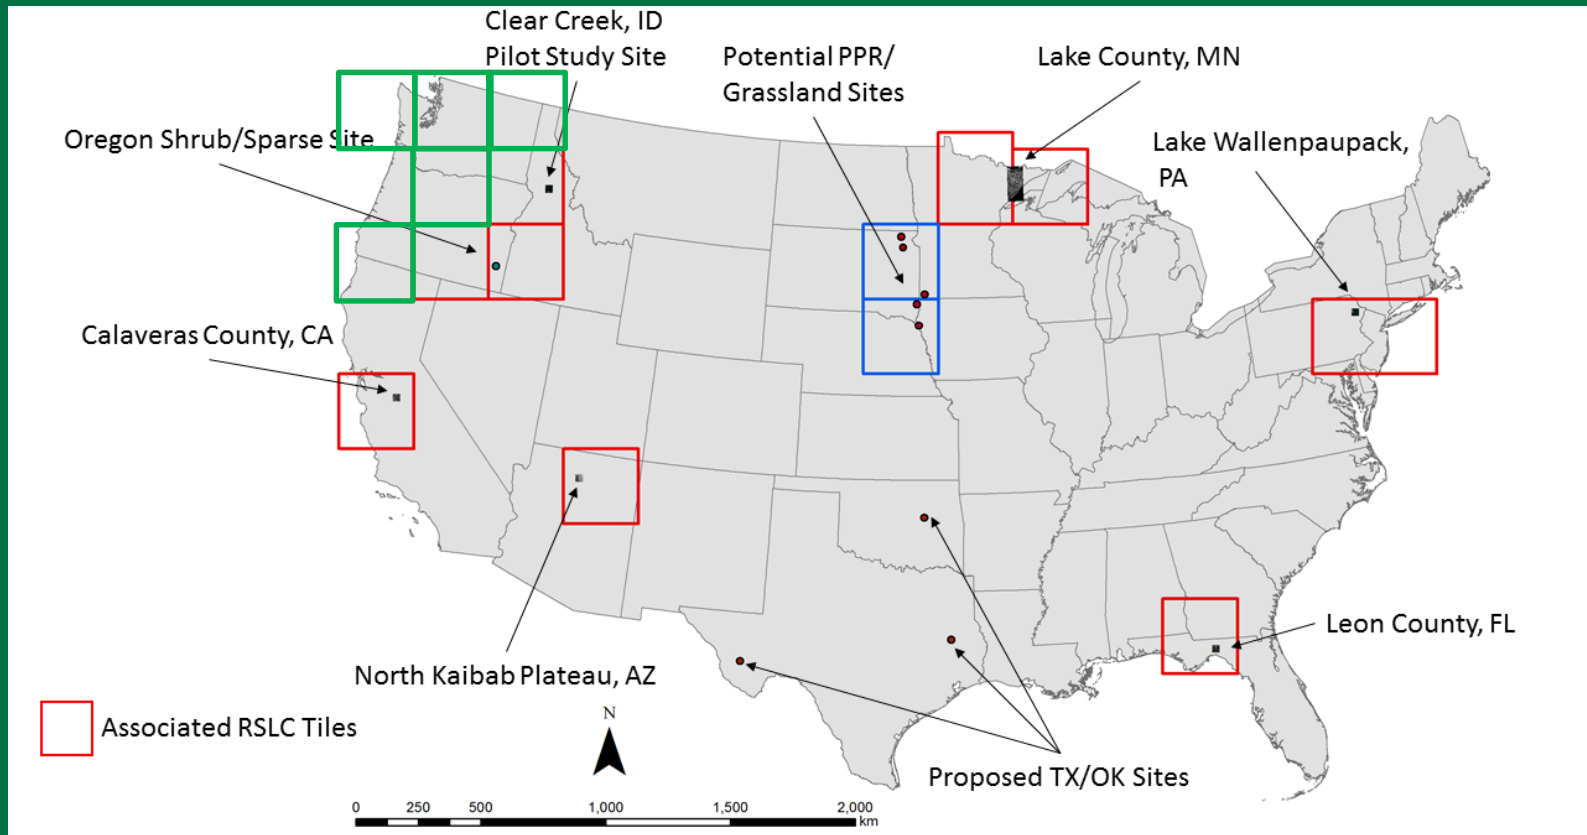 Clear Creek, ID
Pilot Study Site
Potential PPR/
Grassland Sites
Lake County, MN
Oregon Shrub/Sparse Site
Lake Wallenpaupack,
PA
Calaveras County, CA
Leon County, FL
North Kaibab Plateau, AZ
Associated RSLC Tiles
N
Proposed TX/OK Sites
0 250 500 1,000 1,500 2,000
km